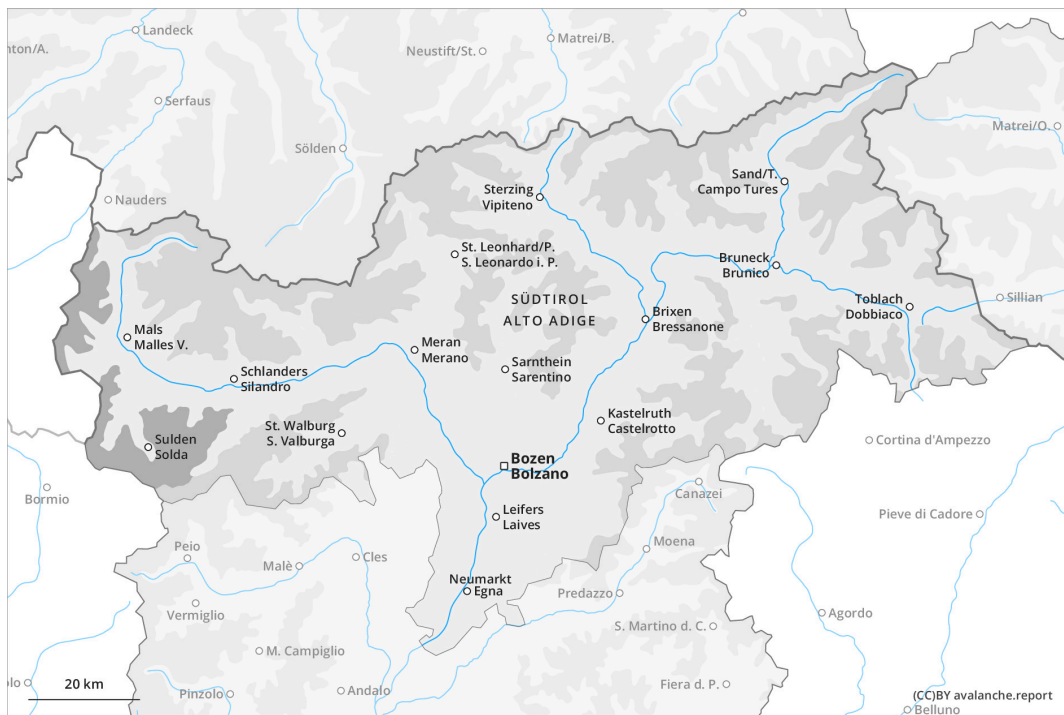 Landeck
nton/A.
Neustift/St.
Matrei/B.
Serfaus
Matrei/O.
Sölden
Sand/T.
Campo Tures
Sterzing
Vipiteno
Nauders
St. Leonhard/P.
S. Leonardo i. P.
Bruneck
Brunico
SÜDTIROL
ALTO ADIGE
Toblach
Dobbiaco
Sillian
Brixen
Bressanone
Mals
Malles V.
Meran
Merano
Sarnthein
Sarentino
Schlanders
Silandro
Kastelruth
Castelrotto
St. Walburg
S. Valburga
Sulden
Solda
Cortina d'Ampezzo
Bozen
Bolzano
Bormio
Canazei
Leifers
Laives
Pieve di Cadore
Peio
Moena
Cles
Malè
Neumarkt
Egna
Predazzo
Vermiglio
Agordo
S. Martino d. C.
M. Campiglio
olo
20 km
Pinzolo
Andalo
Fiera d. P.
(CC)BY avalanche.report
Belluno